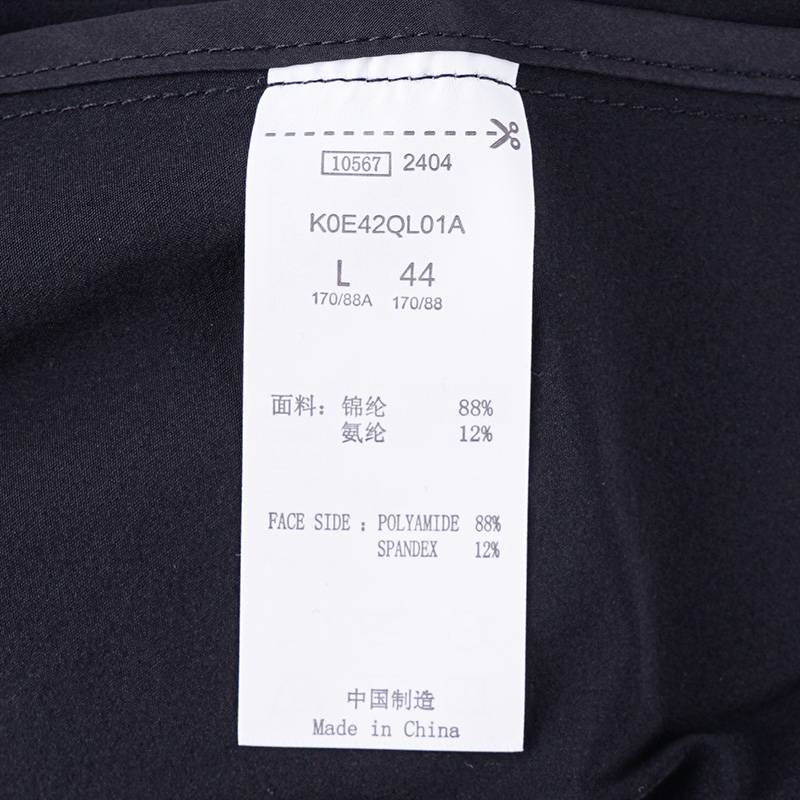 10567 2404
K0E42QL01A
L 44
170/88A 170/88
面料：锦纶 88%
氨纶 12%
FACE SIDE : POLYAMIDE 88%
SPANDEX 12%
中国制造
Made in China